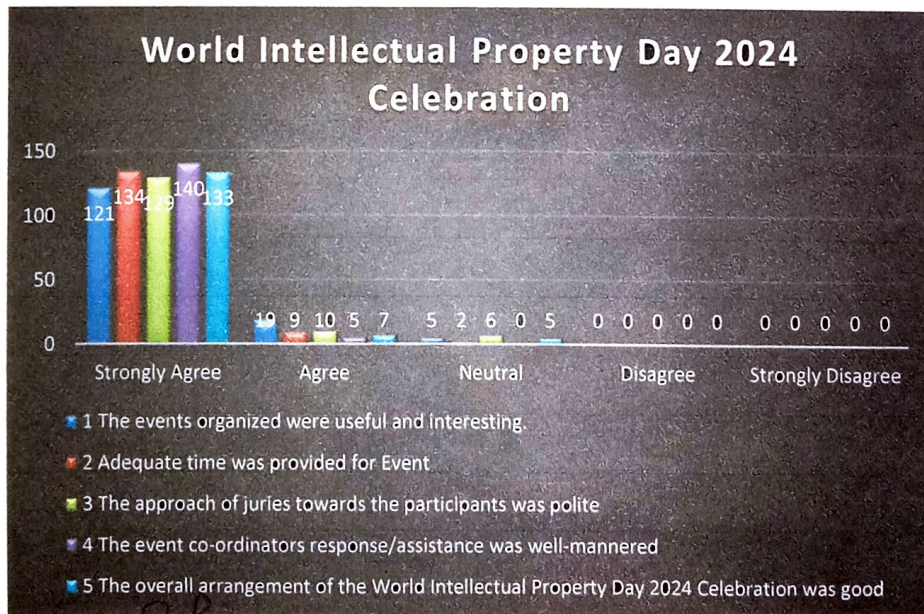 World Intellectual Property Day 2024
Celebration
150
100
50
0
121
134
129
140
133
19 9 10 5 7 5 2 6 0 5 0 0 0 0 0 0 0 0 0 0
Strongly Agree Agree Neutral Disagree Strongly Disagree
1 The events organized were useful and interesting.
2 Adequate time was provided for Event
3 The approach of juries towards the participants was polite
4 The event co-ordinators response/assistance was well-mannered
5 The overall arrangement of the World Intellectual Property Day 2024 Celebration was good